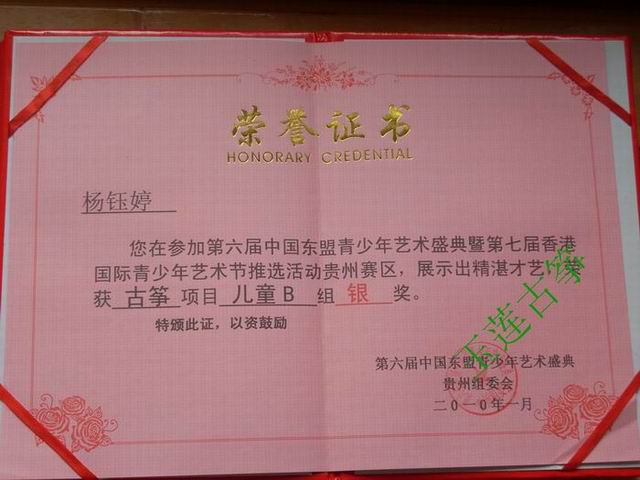 荣誉证书
HONORARY CREDENTIAL
杨钰婷
您在参加第六届中国东盟青少年艺术盛典暨第七届香港
国际青少年艺术节推选活动贵州赛区，展示出精湛才艺，荣
获 古筝 项目 儿童B 组 银 奖。
特颁此证，以资鼓励
玉莲古筝
第六届中国东盟青少年艺术盛典
贵州组委会
二0一0年一月